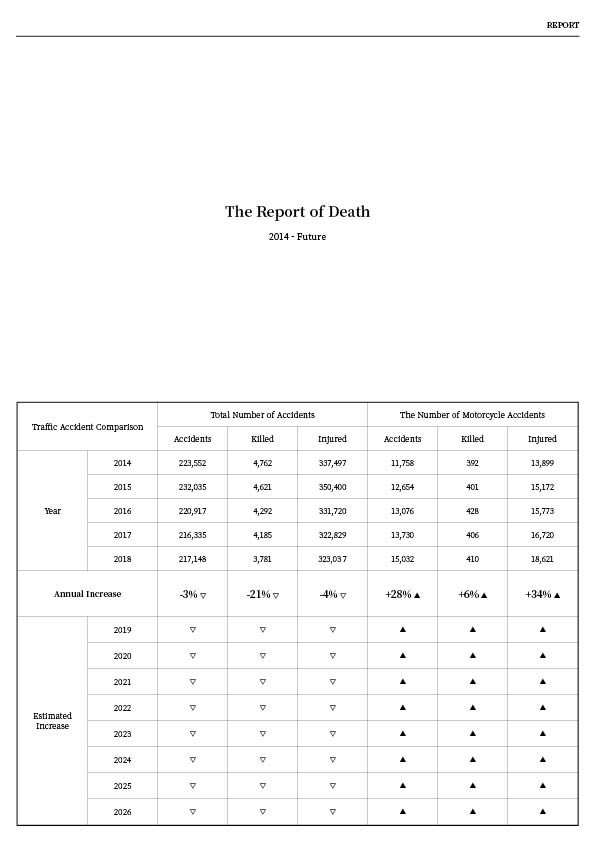 REPORT
The Report of Death
2014 - Future
Traffic Accident Comparison
Total Number of Accidents
The Number of Motorcycle Accidents
Accidents Killed Injured Accidents Killed Injured
Year
2014 223,552 4,762 337,497 11,758 392 13,899
2015 232,035 4,621 350,400 12,654 401 15,172
2016 220,917 4,292 331,720 13,076 428 15,773
2017 216,335 4,185 322,829 13,730 406 16,720
2018 217,148 3,781 323,037 15,032 410 18,621
Annual Increase -3% ▽ -21% ▽ -4% ▽ +28% ▲ +6% ▲ +34% ▲
Estimated
Increase
2019 ▽ ▽ ▽ ▲ ▲ ▲
2020 ▽ ▽ ▽ ▲ ▲ ▲
2021 ▽ ▽ ▽ ▲ ▲ ▲
2022 ▽ ▽ ▽ ▲ ▲ ▲
2023 ▽ ▽ ▽ ▲ ▲ ▲
2024 ▽ ▽ ▽ ▲ ▲ ▲
2025 ▽ ▽ ▽ ▲ ▲ ▲
2026 ▽ ▽ ▽ ▲ ▲ ▲